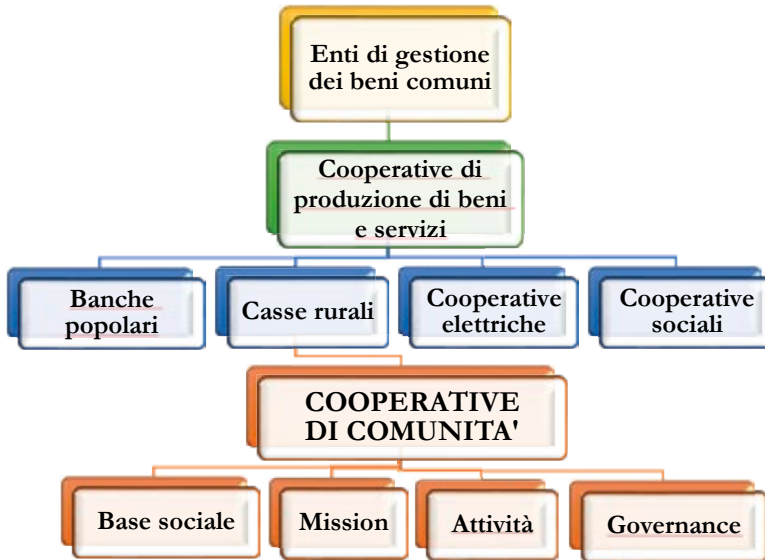 Enti di gestione
dei beni comuni
Cooperative di
produzione di beni
e servizi
Banche
popolari
Casse rurali
Cooperative
elettriche
Cooperative
sociali
COOPERATIVE
DI COMUNITA'
Base sociale
Mission
Attività
Governance